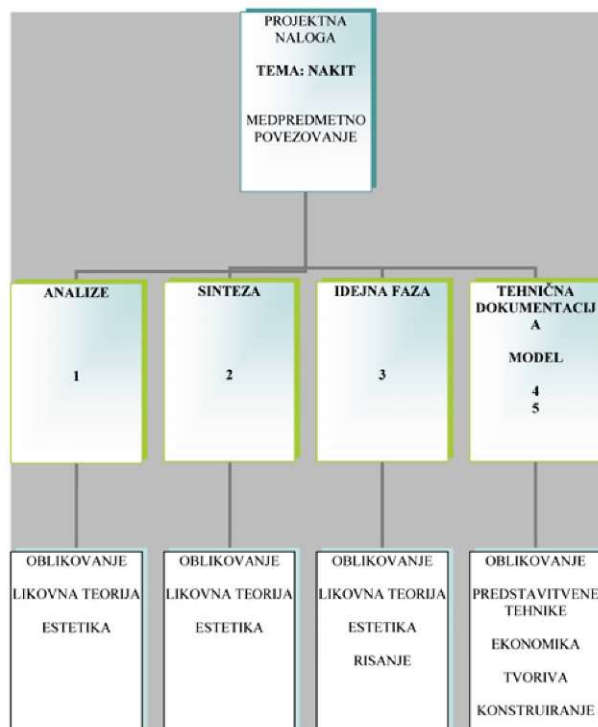 PROJEKTNA
NALOGA
TEMA: NAKIT
MEDPREDMETNO
POVEZOVANJE
ANALIZE
1
SINTEZA
2
IDEJNA FAZA
3
TEHNIČNA
DOKUMENTACIJ
A
MODEL
4
5
OBLIKOVANJE
LIKOVNA TEORIJA
ESTETIKA
OBLIKOVANJE
LIKOVNA TEORIJA
ESTETIKA
OBLIKOVANJE
LIKOVNA TEORIJA
ESTETIKA
RISANJE
OBLIKOVANJE
PREDSTAVITVENE
TEHNIKE
EKONOMIKA
TVORIVA
KONSTRUIRANJE